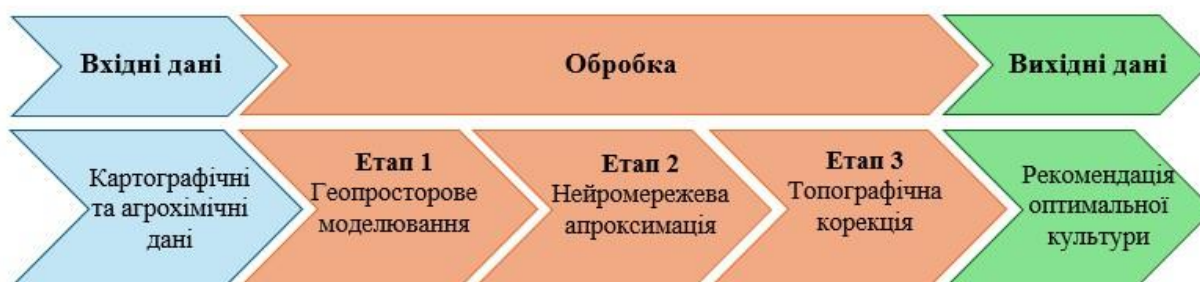 Вхідні дані
Обробка
Вихідні дані
Картографічні
та агрохімічні
дані
Етап 1
Геопросторове
моделювання
Етап 2
Нейромережева
апроксимація
Етап 3
Топографічна
корекція
Рекомендація
оптимальної
культури